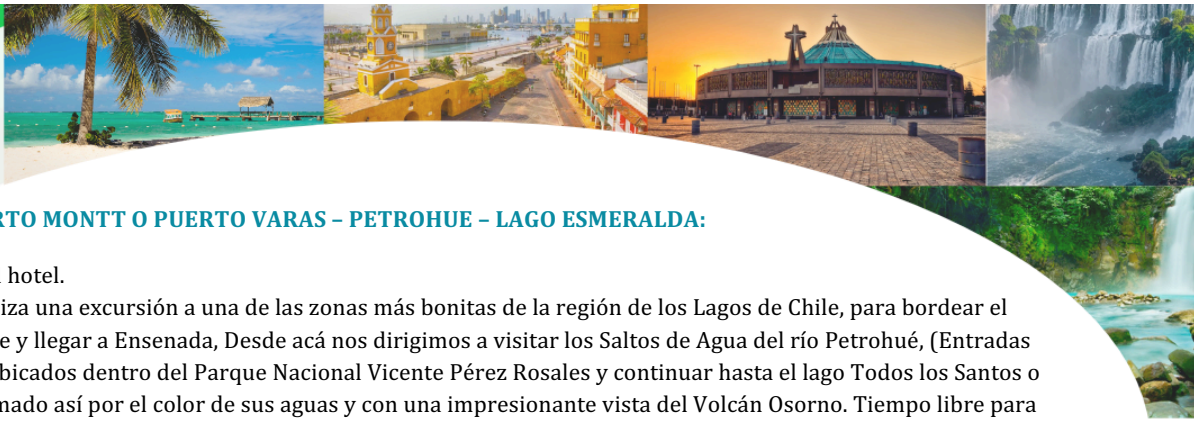 RTO MONTT O PUERTO VARAS – PETROHUE – LAGO ESMERALDA:
hotel.
iza una excursión a una de las zonas más bonitas de la región de los Lagos de Chile, para bordear el
e y llegar a Ensenada, Desde acá nos dirigimos a visitar los Saltos de Agua del río Petrohué, (Entradas
bicados dentro del Parque Nacional Vicente Pérez Rosales y continuar hasta el lago Todos los Santos o
mado así por el color de sus aguas y con una impresionante vista del Volcán Osorno. Tiempo libre para